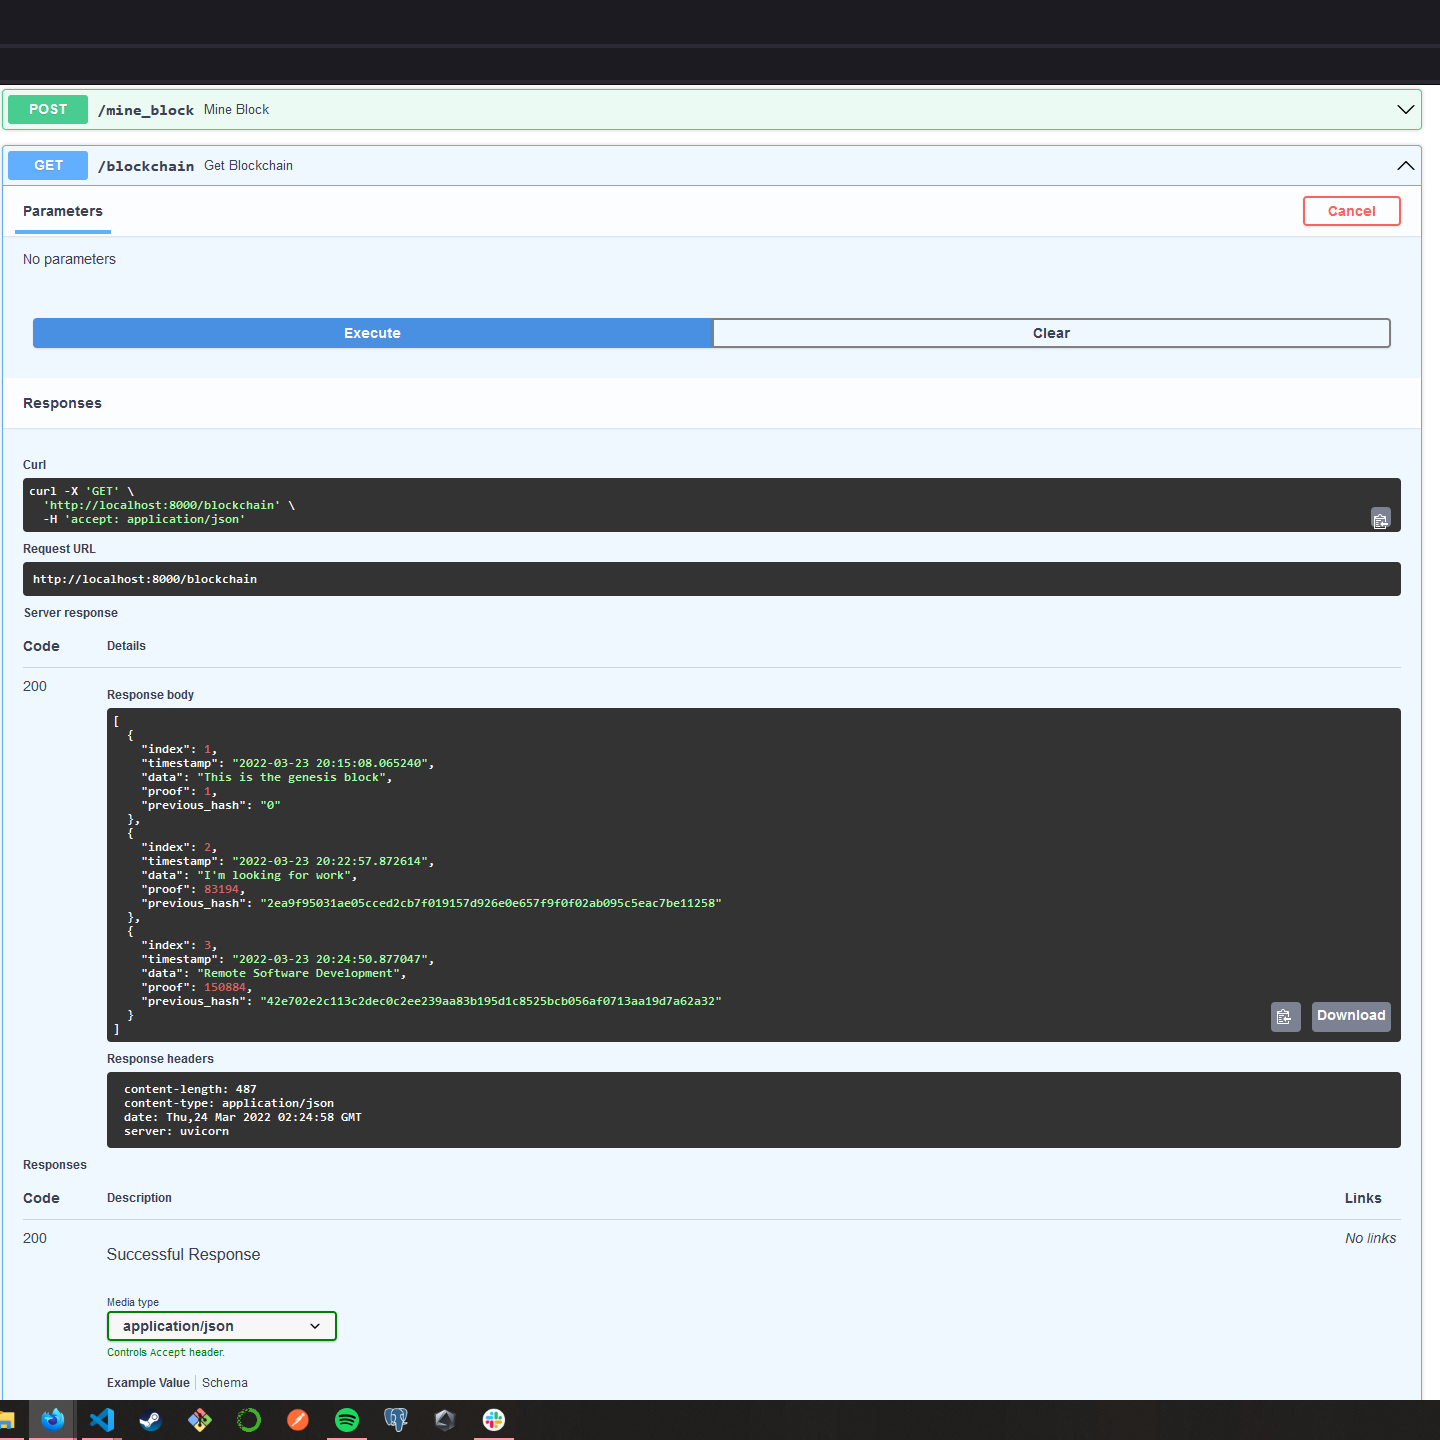 POST /mine_block Mine Block
GET /blockchain Get Blockchain
Parameters
Cancel
No parameters
Execute
Clear
Responses
Curl
curl -X 'GET' \
  'http://localhost:8000/blockchain' \
  -H 'accept: application/json'
Request URL
http://localhost:8000/blockchain
Server response
Code Details
200
Response body
[
  {
    "index": 1,
    "timestamp": "2022-03-23 20:15:08.065240",
    "data": "This is the genesis block",
    "proof": 1,
    "previous_hash": "0"
  },
  {
    "index": 2,
    "timestamp": "2022-03-23 20:22:57.872614",
    "data": "I'm looking for work",
    "proof": 83194,
    "previous_hash": "2ea9f95031ae05cced2cb7f019157d926e0e657f9f0f02ab095c5eac7be11258"
  },
  {
    "index": 3,
    "timestamp": "2022-03-23 20:24:50.877047",
    "data": "Remote Software Development",
    "proof": 150884,
    "previous_hash": "42e702e2c113c2dec0c2ee239aa83b195d1c8525bcb056af0713aa19d7a62a32"
  }
]
Download
Response headers
content-length: 487
content-type: application/json
date: Thu,24 Mar 2022 02:24:58 GMT
server: uvicorn
Responses
Code Description Links
200
Successful Response
No links
Media type
application/json
Controls Accept header.
Example Value Schema